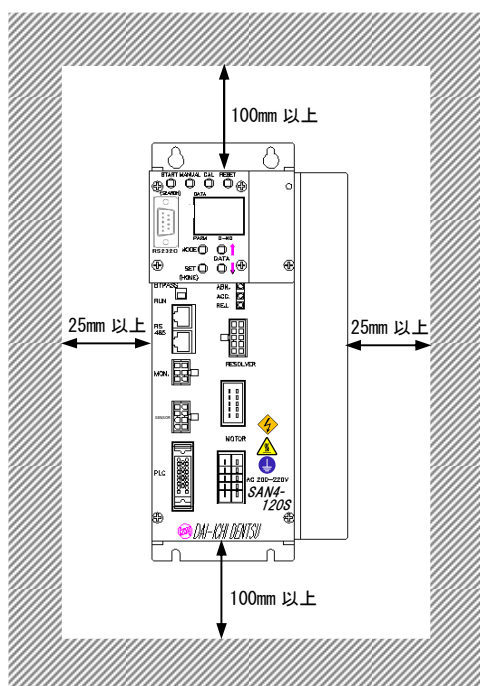 100mm 以上
START MANUAL CAL RESET
(SEARCH)
DATA
RS232C
PARM D-NO
MODE
DATA
SET
(HOME)
BYPASS
RUN
ABN.
ACC.
REJ.
25mm 以上
25mm 以上
RS
485
RESOLVER
MON.
SENSOR
MOTOR
PLC
AC 200-220V
SAN4-
120S
DAI-ICHI DENTSU
100mm 以上